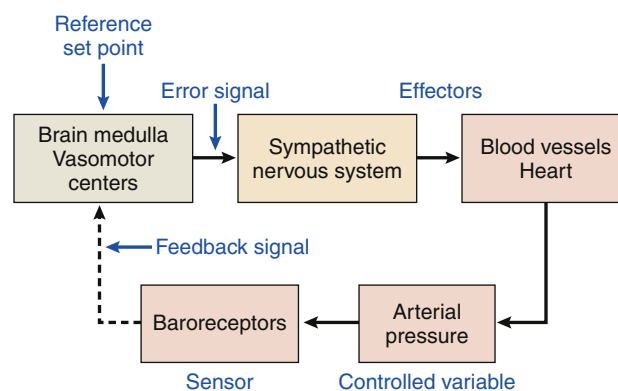 Reference
set point
Error signal
Effectors
Brain medulla
Vasomotor
centers
Sympathetic
nervous system
Blood vessels
Heart
Feedback signal
Baroreceptors
Arterial
pressure
Sensor
Controlled variable